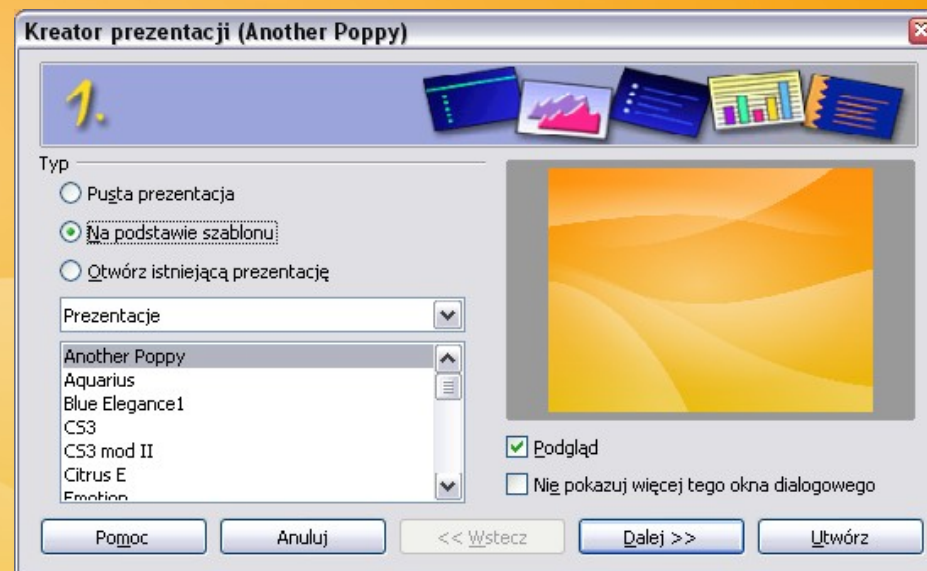 Kreator prezentacji (Another Poppy)
1.
Typ
Pusta prezentacja
Na podstawie szablonu
Otwórz istniejącą prezentację
Prezentacje
Another Poppy
Aquarius
Blue Elegance1
CS3
CS3 mod II
Citrus E
Emotion
Podgląd
Nie pokazuj więcej tego okna dialogowego
Pomoc
Anuluj
<< Wstecz
Dalej >>
Utwórz